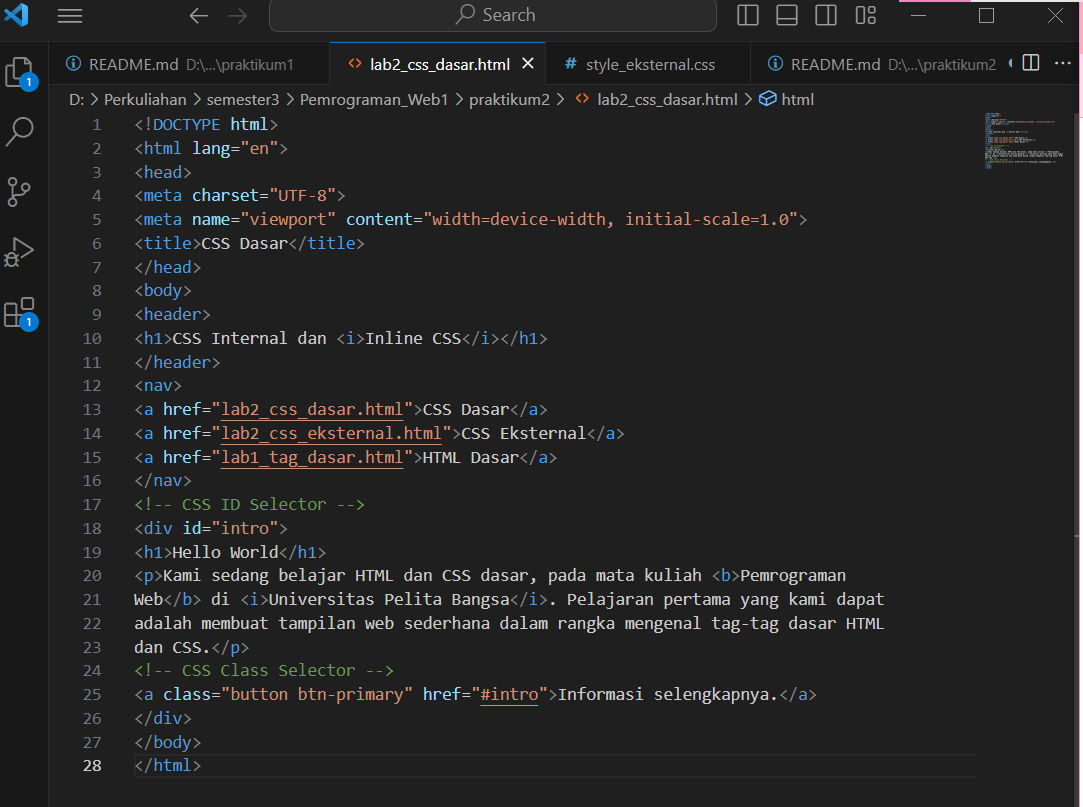 Search
README.md D:\...\praktikum1
lab2_css_dasar.html
style_eksternal.css
README.md D:\...\praktikum2
D: > Perkuliahan > semester3 > Pemrograman_Web1 > praktikum2 > lab2_css_dasar.html > html
1 <!DOCTYPE html>
2 <html lang="en">
3 <head>
4 <meta charset="UTF-8">
5 <meta name="viewport" content="width=device-width, initial-scale=1.0">
6 <title>CSS Dasar</title>
7 </head>
8 <body>
9 <header>
10 <h1>CSS Internal dan <i>Inline CSS</i></h1>
11 </header>
12 <nav>
13 <a href="lab2_css_dasar.html">CSS Dasar</a>
14 <a href="lab2_css_eksternal.html">CSS Eksternal</a>
15 <a href="lab1_tag_dasar.html">HTML Dasar</a>
16 </nav>
17 <!-- CSS ID Selector -->
18 <div id="intro">
19 <h1>Hello World</h1>
20 <p>Kami sedang belajar HTML dan CSS dasar, pada mata kuliah <b>Pemrograman
21 Web</b> di <i>Universitas Pelita Bangsa</i>. Pelajaran pertama yang kami dapat
22 adalah membuat tampilan web sederhana dalam rangka mengenal tag-tag dasar HTML
23 dan CSS.</p>
24 <!-- CSS Class Selector -->
25 <a class="button btn-primary" href="#intro">Informasi selengkapnya.</a>
26 </div>
27 </body>
28 </html>
1
1